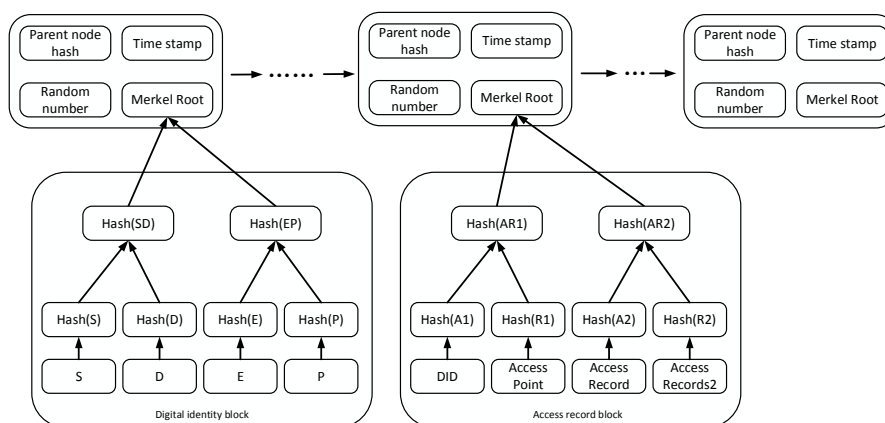 Parent node
hash
Time stamp
Random
number
Merkel Root
······
Parent node
hash
Time stamp
Random
number
Merkel Root
···
Parent node
hash
Time stamp
Random
number
Merkel Root
Hash(SD)
Hash(EP)
Hash(S)
Hash(D)
Hash(E)
Hash(P)
S
D
E
P
Digital identity block
Hash(AR1)
Hash(AR2)
Hash(A1)
Hash(R1)
Hash(A2)
Hash(R2)
DID
Access
Point
Access
Record
Access
Records2
Access record block